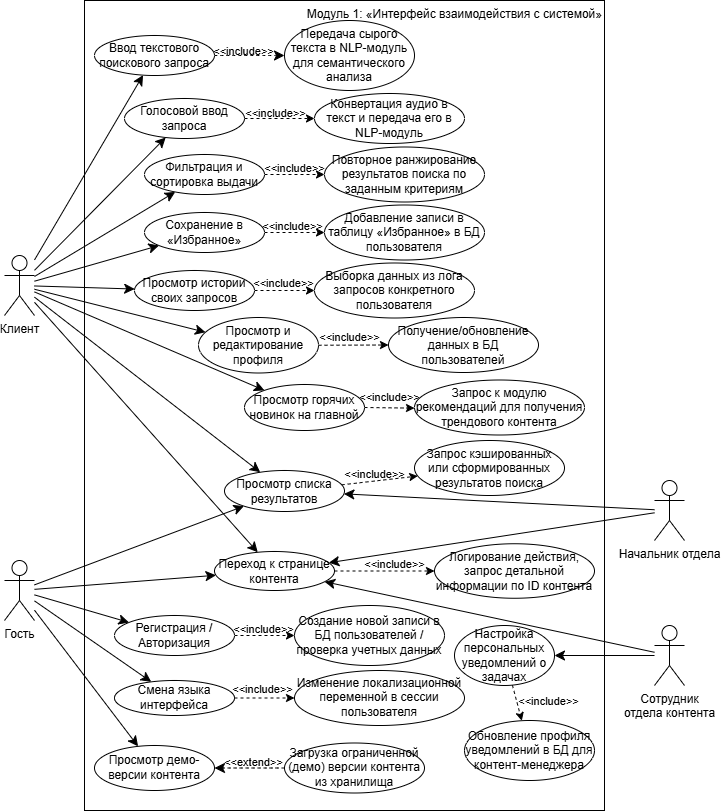 Модуль 1: «Интерфейс взаимодействия с системой»
Ввод текстового
поискового запроса
<<include>>
Передача сырого
текста в NLP-модуль
для семантического
анализа
Голосовой ввод
запроса
<<include>>
Конвертация аудио в
текст и передача его в
NLP-модуль
Фильтрация и
сортировка выдачи
<<include>>
Повторное ранжирование
результатов поиска по
заданным критериям
Сохранение в
«Избранное»
<<include>>
Добавление записи в
таблицу «Избранное» в БД
пользователя
Клиент
Просмотр истории
своих запросов
<<include>>
Выборка данных из лога
запросов конкретного
пользователя
Просмотр и
редактирование
профиля
<<include>>
Получение/обновление
данных в БД
пользователей
Просмотр горячих
новинок на главной
<<include>>
Запрос к модулю
рекомендаций для получения
трендового контента
Просмотр списка
результатов
<<include>>
Запрос кэшированных
или сформированных
результатов поиска
Начальник отдела
Переход к странице
контента
<<include>>
Логирование действия,
запрос детальной
информации по ID контента
Гость
Регистрация /
Авторизация
<<include>>
Создание новой записи в
БД пользователей /
проверка учетных данных
Настройка
персональных
уведомлений о
задачах
Сотрудник
отдела контента
Смена языка
интерфейса
<<include>>
Изменение локализационной
переменной в сессии
пользователя
<<include>>
Обновление профиля
уведомлений в БД для
контент-менеджера
Просмотр демо-
версии контента
<<extend>>
Загрузка ограниченной
(демо) версии контента
из хранилища